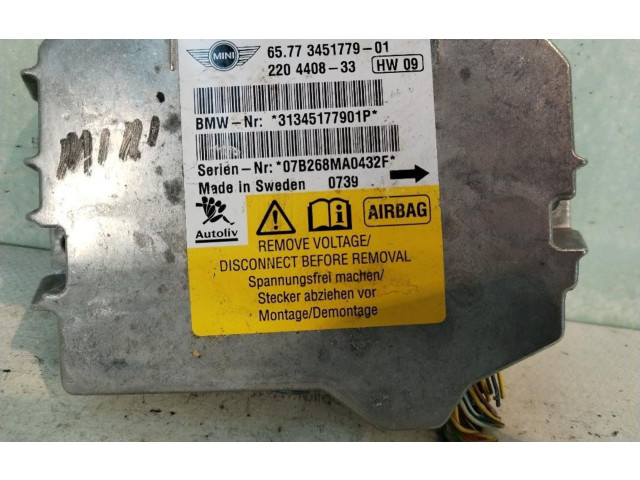 MINI
65.77 3451779-01
220 4408-33 HW 09
BMW-Nr: *31345177901P*
Serien-Nr: *07B268MA0432F*
Made in Sweden 0739
Autoliv
i
AIRBAG
REMOVE VOLTAGE/
DISCONNECT BEFORE REMOVAL
Spannungsfrei machen/
Stecker abziehen vor
Montage/Demontage
MINI